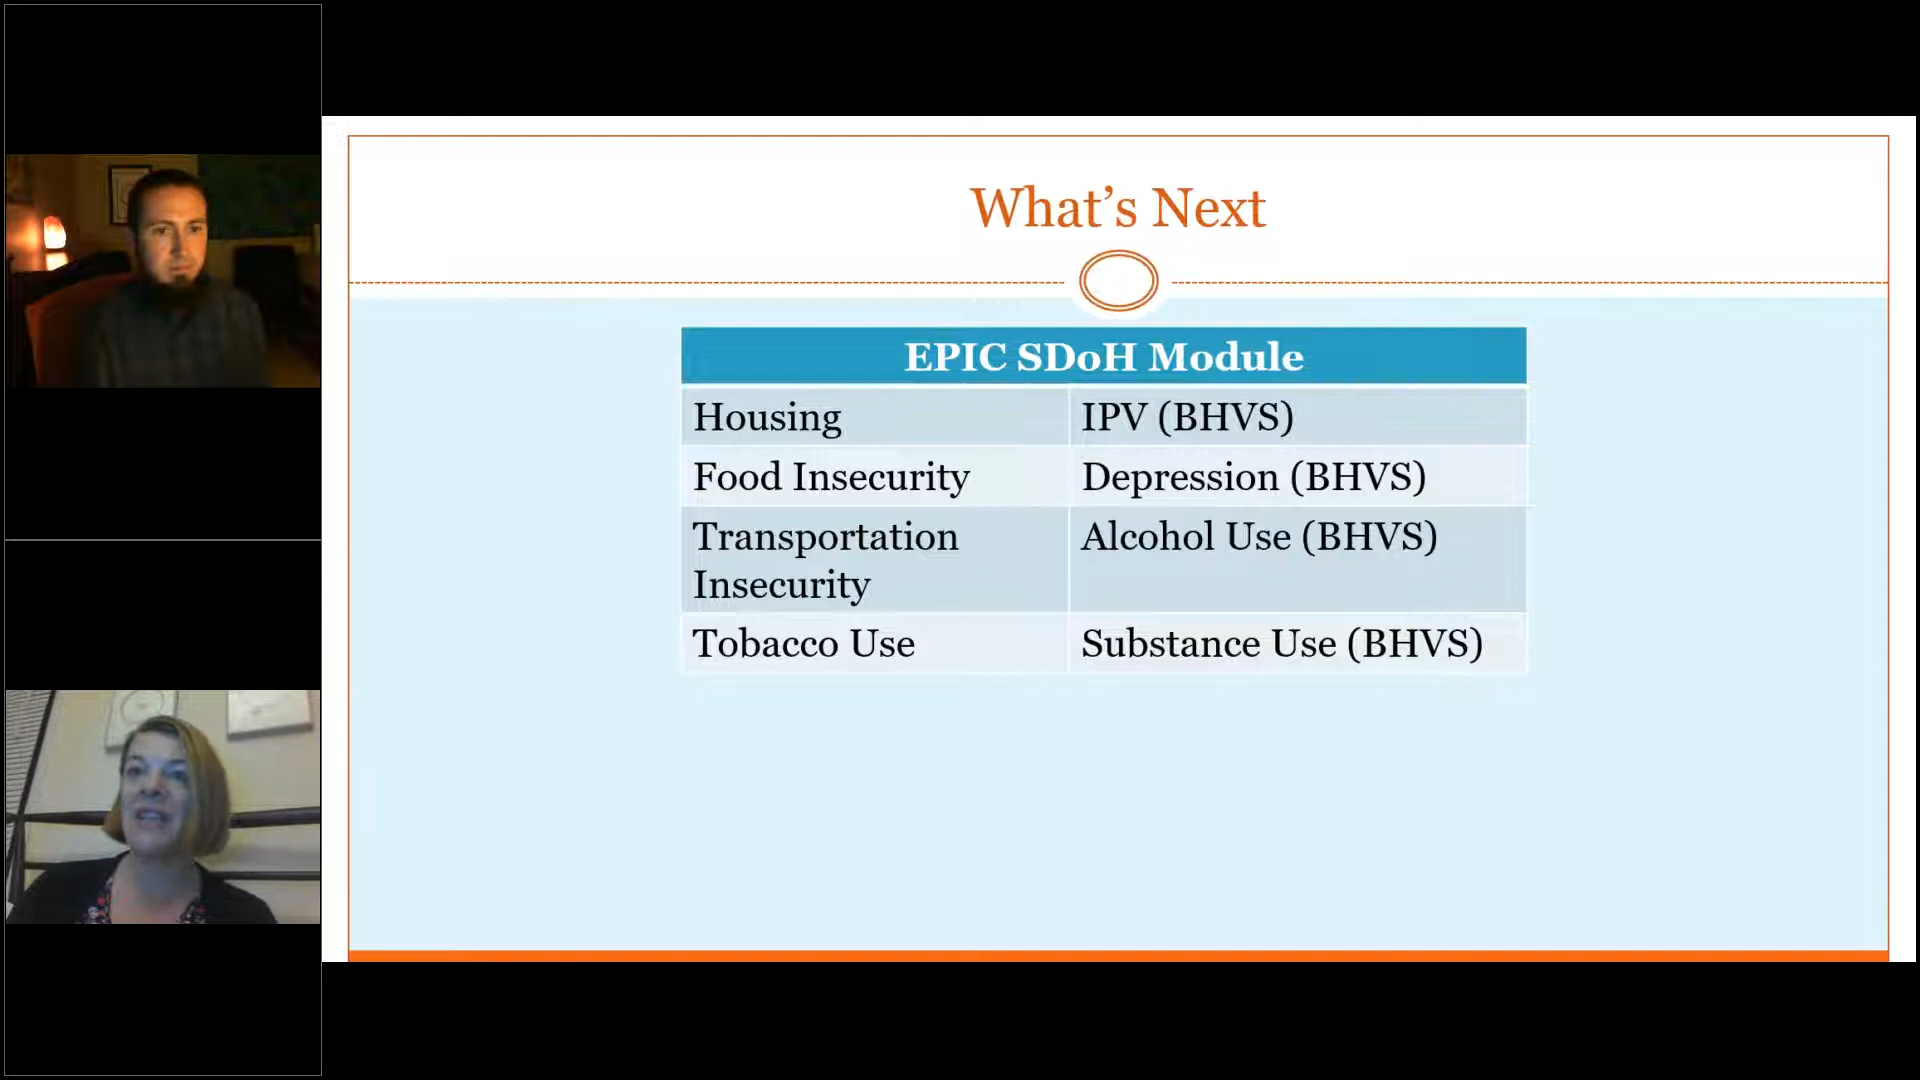 What’s Next
EPIC SDoH Module
Housing
IPV (BHVS)
Food Insecurity
Depression (BHVS)
Transportation
Insecurity
Alcohol Use (BHVS)
Tobacco Use
Substance Use (BHVS)